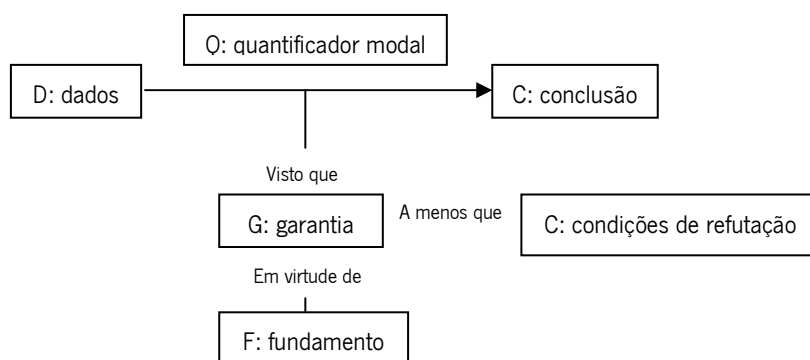 Q: quantificador modal
D: dados
C: conclusão
Visto que
G: garantia
A menos que
C: condições de refutação
Em virtude de
F: fundamento